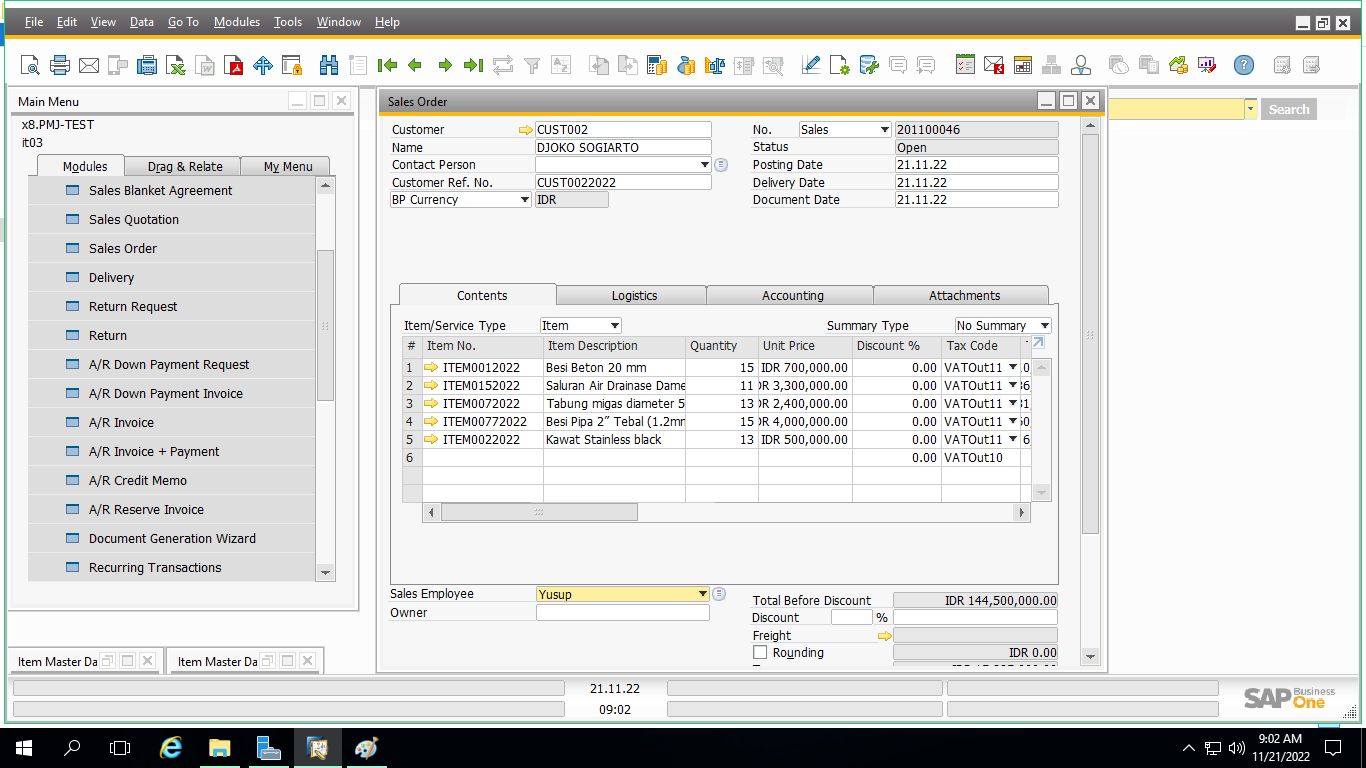 File Edit View Data Go To Modules Tools Window Help
Main Menu
x8.PMJ-TEST
it03
Modules Drag & Relate My Menu
Sales Blanket Agreement
Sales Quotation
Sales Order
Delivery
Return Request
Return
A/R Down Payment Request
A/R Down Payment Invoice
A/R Invoice
A/R Invoice + Payment
A/R Credit Memo
A/R Reserve Invoice
Document Generation Wizard
Recurring Transactions
Item Master Da
Item Master Da
Search
Sales Order
Customer CUST002
Name DJOKO SOGIARTO
Contact Person
Customer Ref. No. CUST0022022
BP Currency IDR
No. Sales 201100046
Status Open
Posting Date 21.11.22
Delivery Date 21.11.22
Document Date 21.11.22
Contents Logistics Accounting Attachments
Item/Service Type Item Summary Type No Summary
# Item No. Item Description Quantity Unit Price Discount % Tax Code
1 ITEM0012022 Besi Beton 20 mm 15 IDR 700,000.00 0.00 VATOut11
2 ITEM0152022 Saluran Air Drainase Dame 11 DR 3,300,000.00 0.00 VATOut11
3 ITEM0072022 Tabung migas diameter 5 13 DR 2,400,000.00 0.00 VATOut11
4 ITEM00772022 Besi Pipa 2” Tebal (1.2mm 15 DR 4,000,000.00 0.00 VATOut11
5 ITEM0022022 Kawat Stainless black 13 IDR 500,000.00 0.00 VATOut11
6 0.00 VATOut10
Sales Employee Yusup
Owner
Total Before Discount IDR 144,500,000.00
Discount %
Freight
Rounding IDR 0.00
21.11.22
09:02
SAP Business One
9:02 AM
11/21/2022